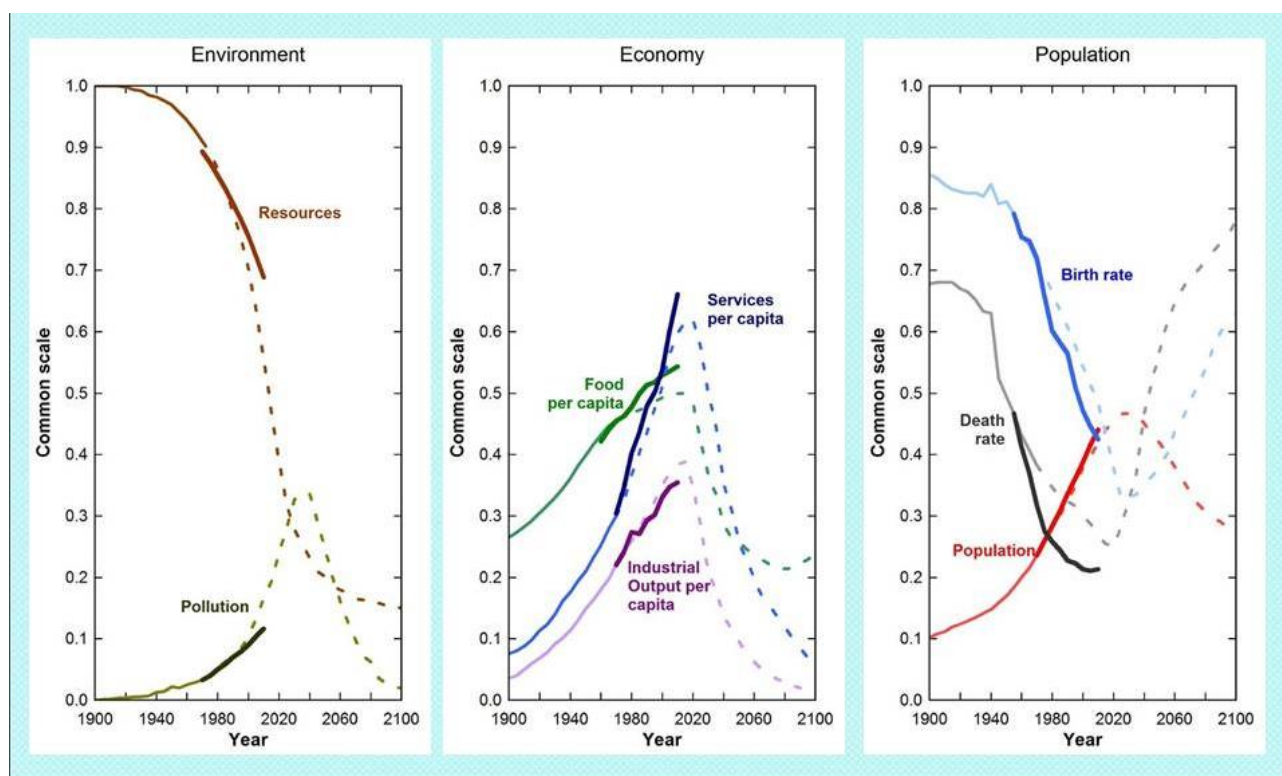 Environment
1.0
0.9
0.8
0.7
0.6
0.5
0.4
0.3
0.2
0.1
0.0
Common scale
Resources
Pollution
1900 1940 1980 2020 2060 2100
Year
Economy
1.0
0.9
0.8
0.7
0.6
0.5
0.4
0.3
0.2
0.1
0.0
Common scale
Services
per capita
Food
per capita
Industrial
Output per
capita
1900 1940 1980 2020 2060 2100
Year
Population
1.0
0.9
0.8
0.7
0.6
0.5
0.4
0.3
0.2
0.1
0.0
Common scale
Birth rate
Death
rate
Population
1900 1940 1980 2020 2060 2100
Year